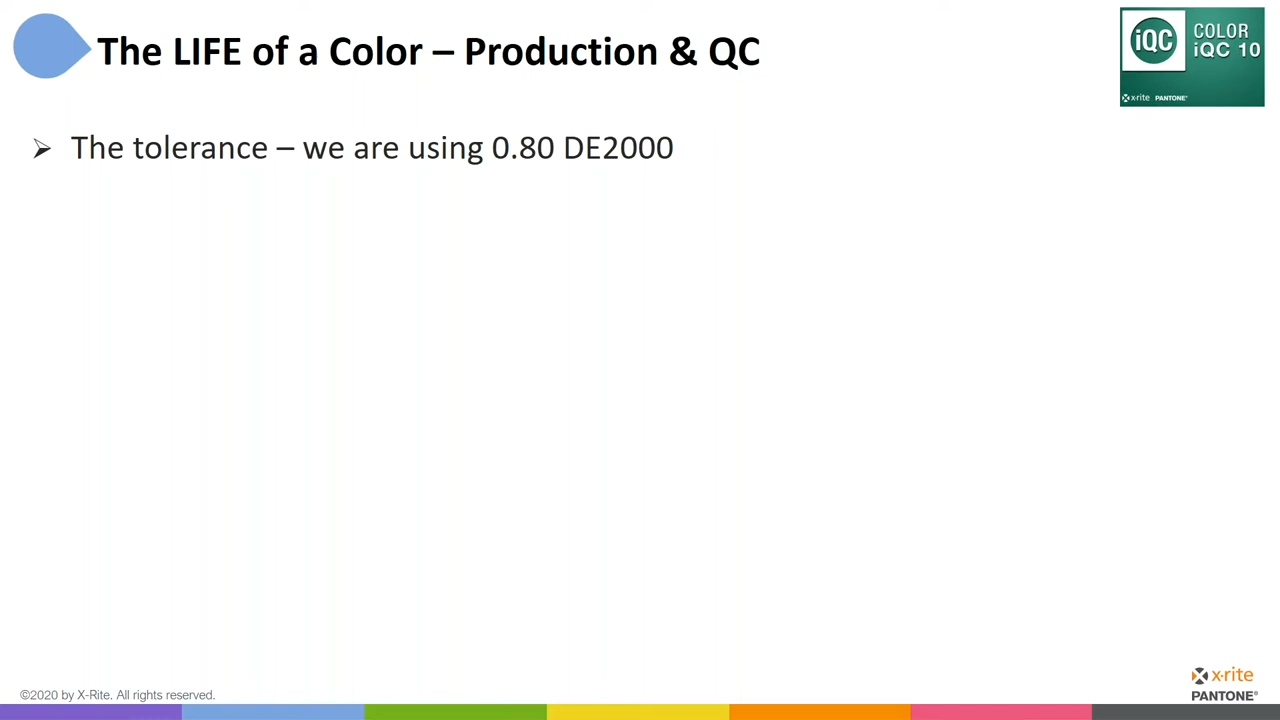 The LIFE of a Color – Production & QC
iQC
COLOR
iQC 10
x·rite PANTONE®
➢ The tolerance – we are using 0.80 DE2000
©2020 by X-Rite. All rights reserved.
x·rite
PANTONE®